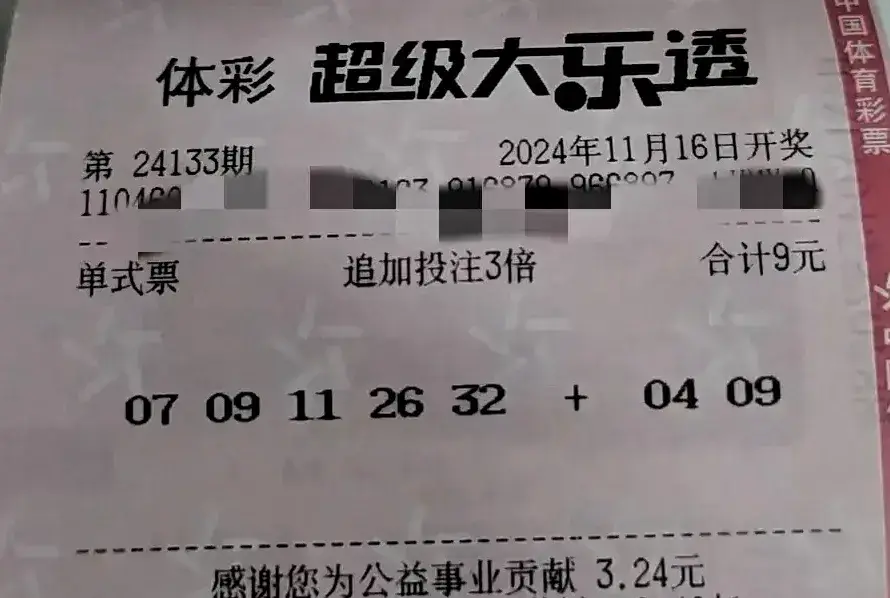 体彩 超级大乐透
中国体育彩票
第 24133期 2024年11月16日开奖
单式票 追加投注3倍 合计9元
07 09 11 26 32 + 04 09
感谢您为公益事业贡献 3.24元